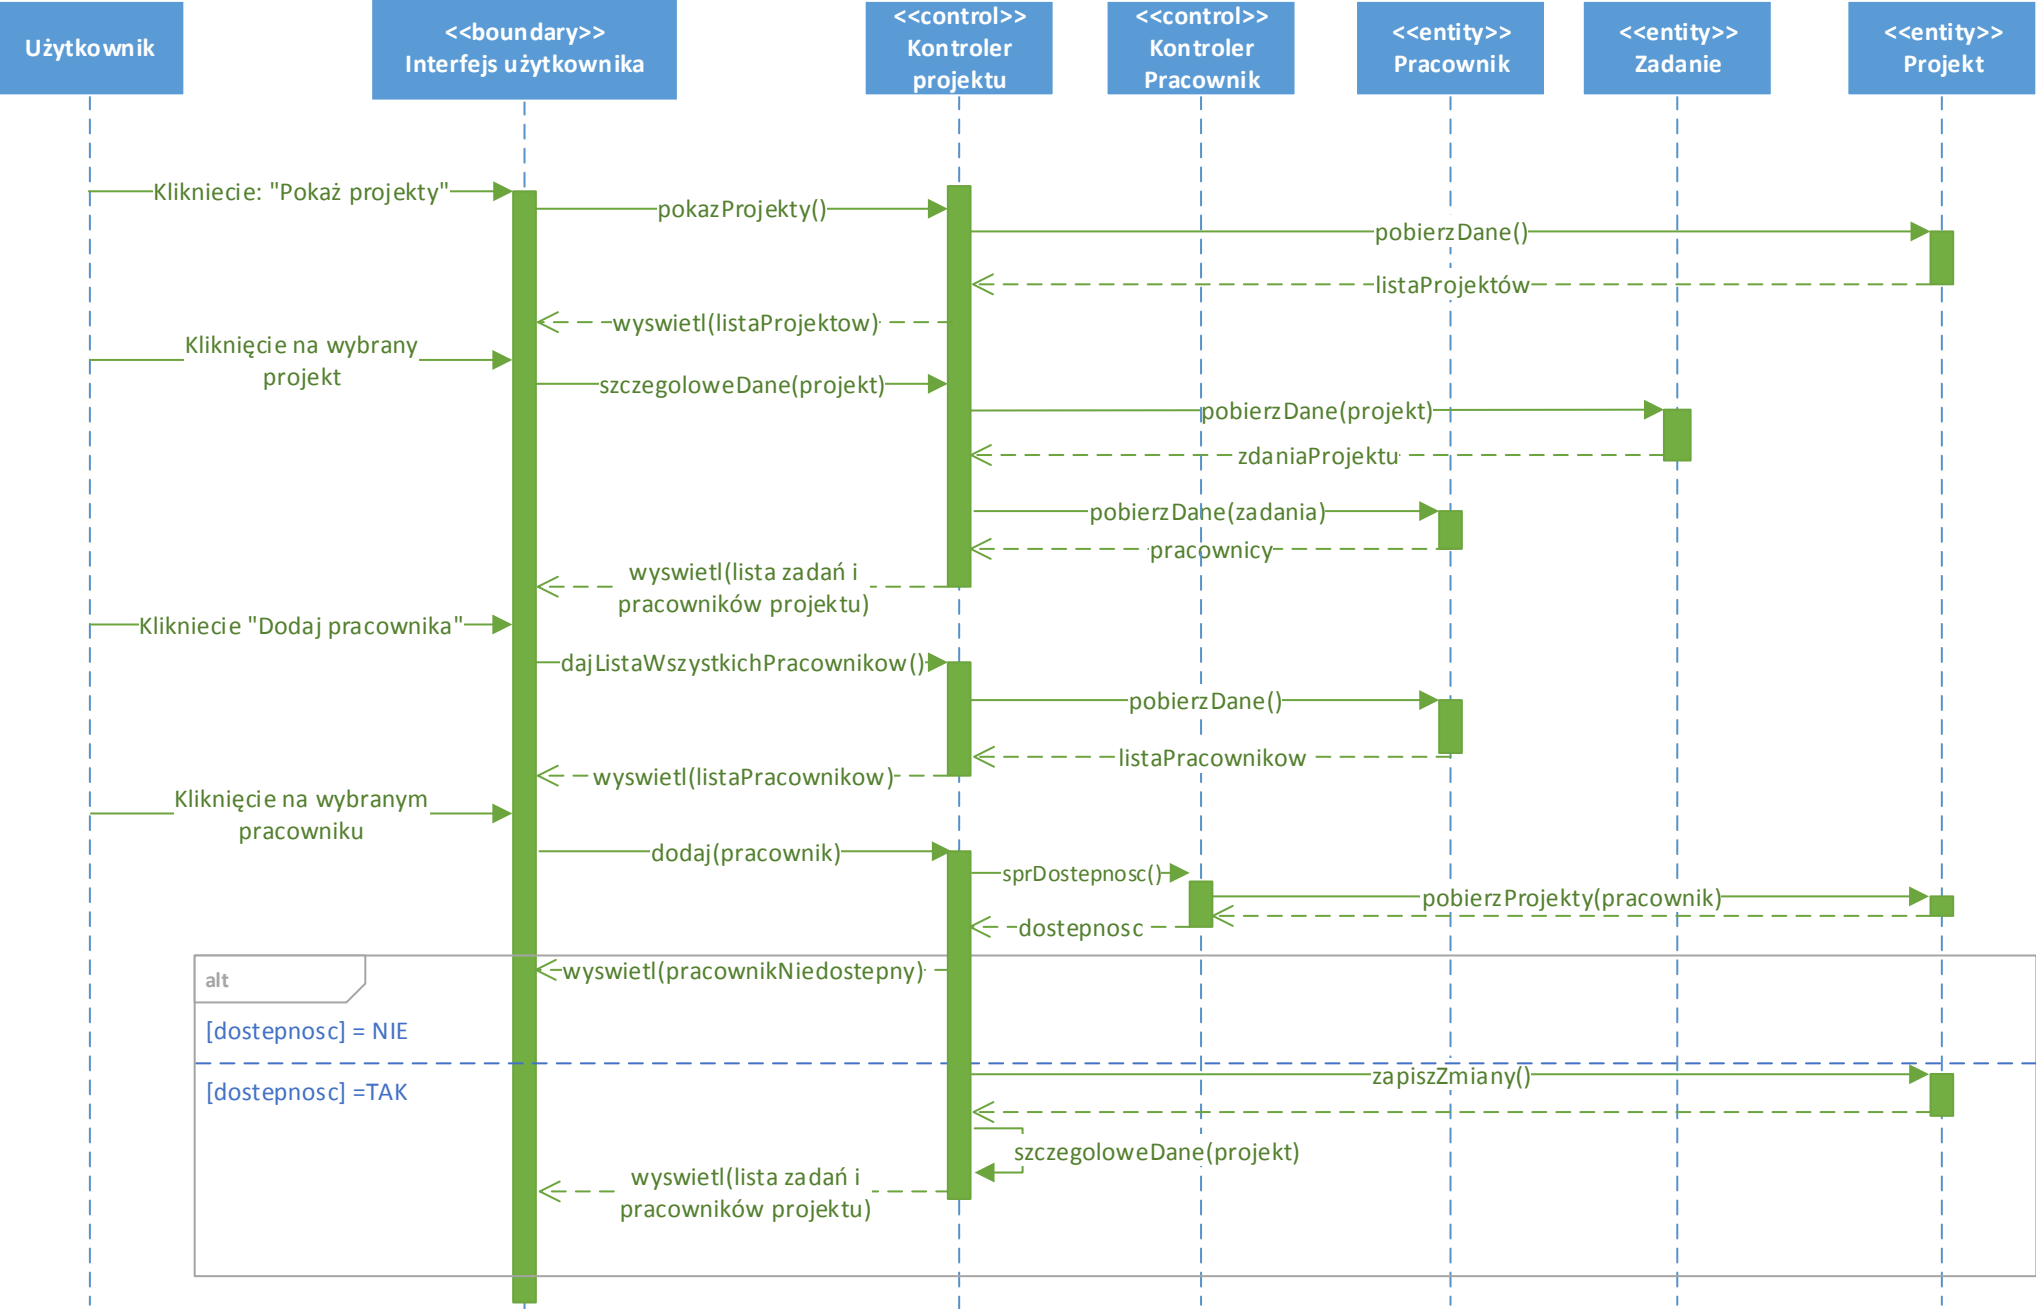 Użytkownik
<<boundary>>
Interfejs użytkownika
<<control>>
Kontroler
projektu
<<control>>
Kontroler
Pracownik
<<entity>>
Pracownik
<<entity>>
Zadanie
<<entity>>
Projekt
Klikniecie: "Pokaż projekty"
pokazProjekty()
pobierzDane()
listaProjektów
wyswietl(listaProjektow)
Kliknięcie na wybrany
projekt
szczegoloweDane(projekt)
pobierzDane(projekt)
zdaniaProjektu
pobierzDane(zadania)
pracownicy
wyswietl(lista zadań i
pracowników projektu)
Klikniecie "Dodaj pracownika"
dajListaWszystkichPracownikow()
pobierzDane()
listaPracownikow
wyswietl(listaPracownikow)
Kliknięcie na wybranym
pracowniku
dodaj(pracownik)
sprDostepnosc()
pobierzProjekty(pracownik)
dostepnosc
alt
wyswietl(pracownikNiedostepny)
[dostepnosc] = NIE
[dostepnosc] =TAK
zapiszZmiany()
szczegoloweDane(projekt)
wyswietl(lista zadań i
pracowników projektu)